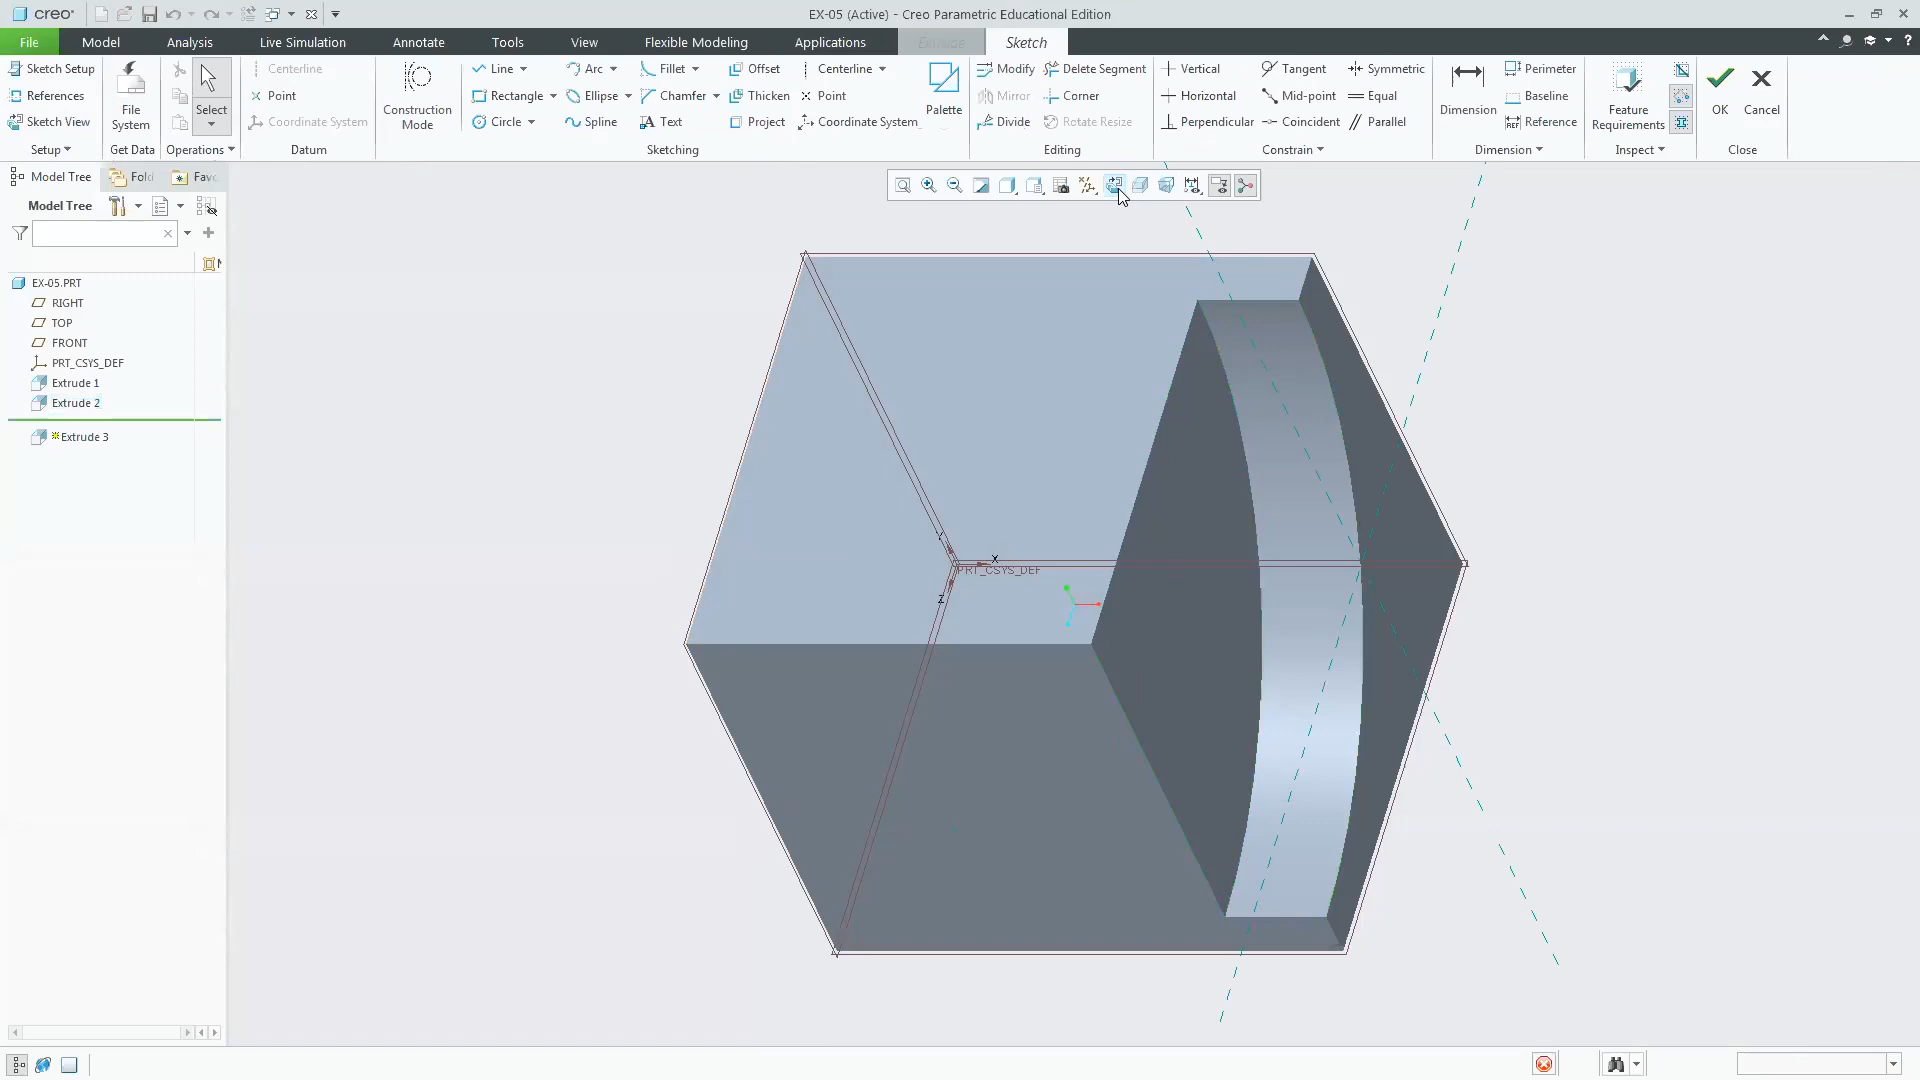 creo
EX-05 (Active) - Creo Parametric Educational Edition
File Model Analysis Live Simulation Annotate Tools View Flexible Modeling Applications Extrude Sketch
Sketch Setup
References
Sketch View
Setup
File System
Get Data
Select
Operations
Centerline
Point
Coordinate System
Datum
Construction Mode
Line Arc Fillet Offset Centerline
Rectangle Ellipse Chamfer Thicken Point
Circle Spline Text Project Coordinate System
Palette
Sketching
Modify Delete Segment
Mirror Corner
Divide Rotate Resize
Editing
Vertical Tangent Symmetric
Horizontal Mid-point Equal
Perpendicular Coincident Parallel
Constrain
Dimension
Perimeter
Baseline
Reference
Dimension
Feature Requirements
Inspect
OK
Cancel
Close
Model Tree Fold Fav
Model Tree
EX-05.PRT
RIGHT
TOP
FRONT
PRT_CSYS_DEF
Extrude 1
Extrude 2
Extrude 3
Y
X
PRT_CSYS_DEF
Z